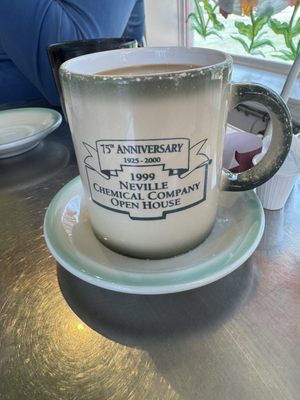 75TH ANNIVERSARY
1925-2000
1999
NEVILLE
CHEMICAL COMPANY
OPEN HOUSE